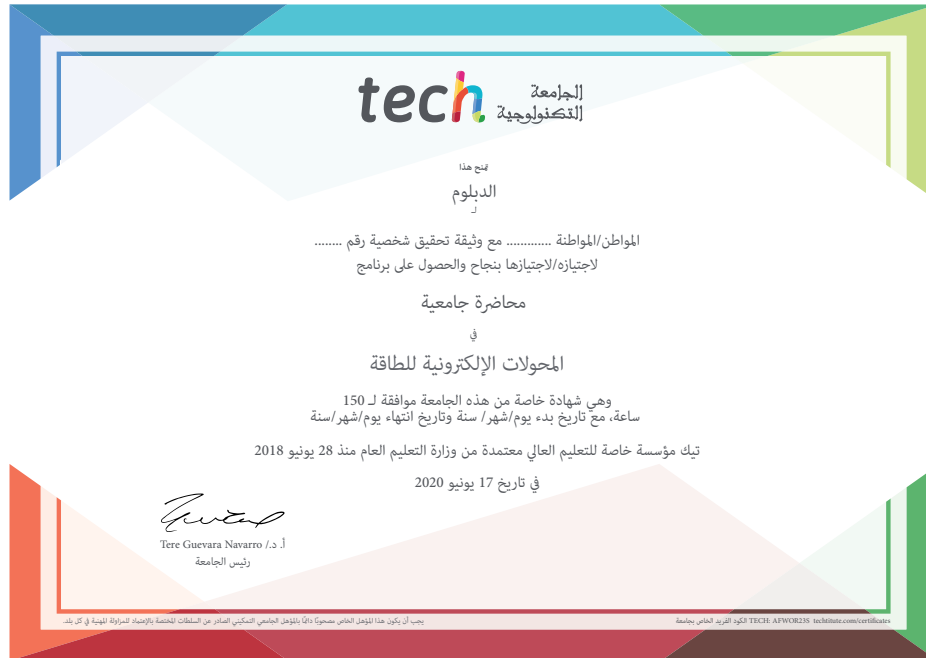 tech الجامعة
التكنولوجية
تمنح هذا
الدبلوم
لـ
المواطن/المواطنة ............. مع وثيقة تحقيق شخصية رقم ........
لاجتيازه/لاجتيازها بنجاح والحصول على برنامج
محاضرة جامعية
في
المحولات الإلكترونية للطاقة
وهي شهادة خاصة من هذه الجامعة موافقة لـ 150
ساعة، مع تاريخ بدء يوم/شهر/ سنة وتاريخ انتهاء يوم/شهر/سنة
تيك مؤسسة خاصة للتعليم العالي معتمدة من وزارة التعليم العام منذ 28 يونيو 2018
في تاريخ 17 يونيو 2020
أ. د./ Tere Guevara Navarro
رئيس الجامعة
يجب أن يكون هذا المؤهل الخاص مصحوبًا دائمًا بالمؤهل الجامعي التمكيني الصادر عن السلطات المختصة بالإعتماد للمزاولة المهنية في كل بلد.
الكود الفريد الخاص بجامعة TECH: AFWOR23S techtitute.com/certificates